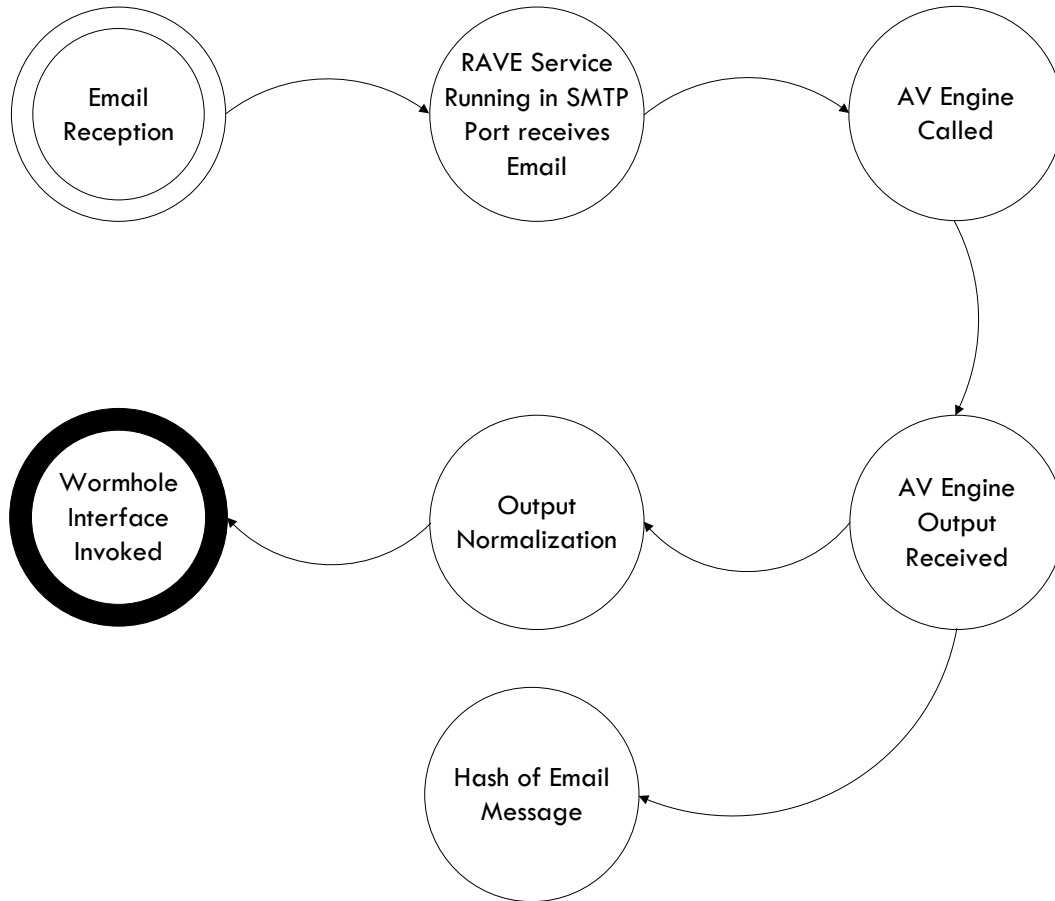 Email
Reception
RAVE Service
Running in SMTP
Port receives
Email
AV Engine
Called
AV Engine
Output
Received
Output
Normalization
Wormhole
Interface
Invoked
Hash of Email
Message